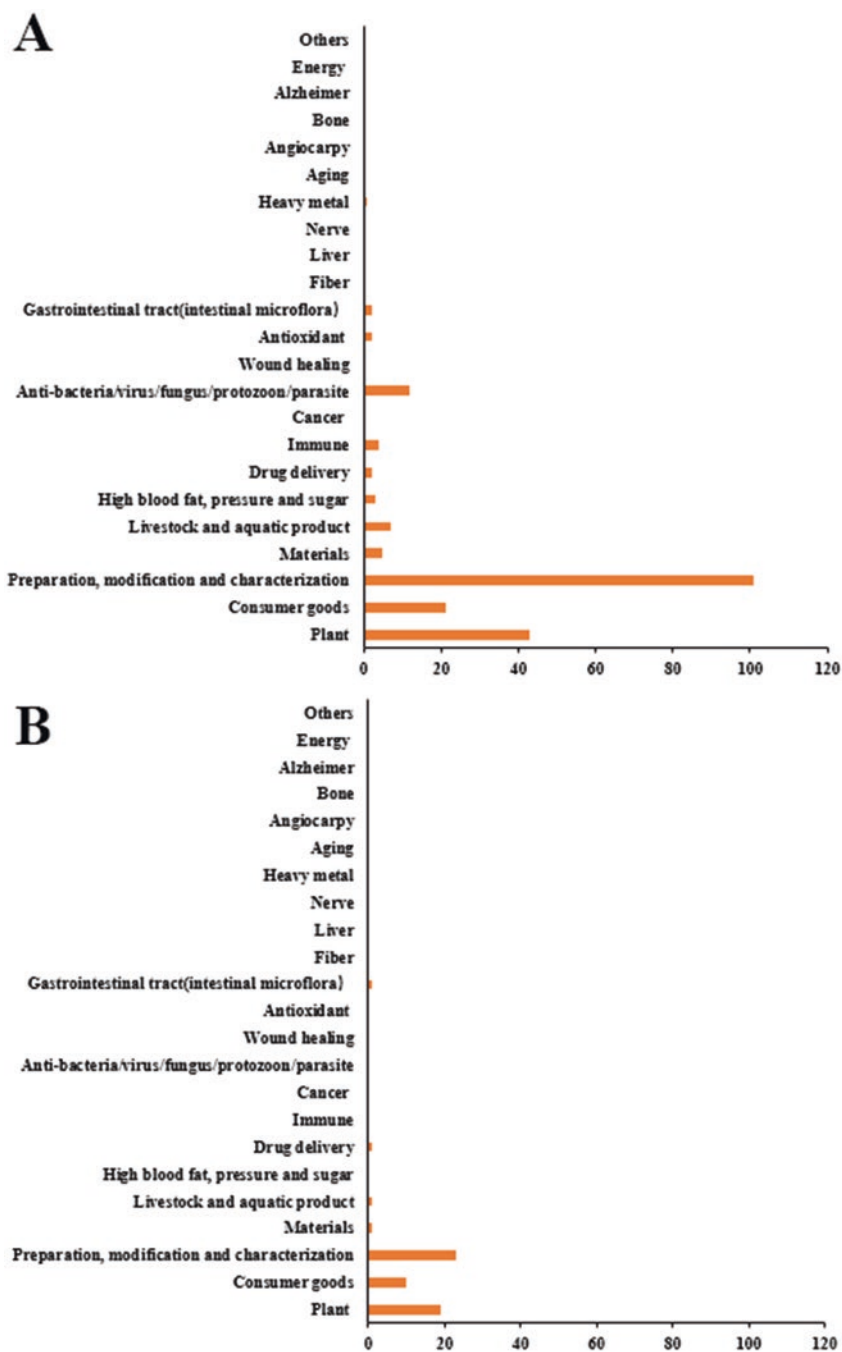 A
Others
Energy
Alzheimer
Bone
Angiocarpy
Aging
Heavy metal
Nerve
Liver
Fiber
Gastrointestinal tract(intestinal microflora)
Antioxidant
Wound healing
Anti-bacteria/virus/fungus/protozoon/parasite
Cancer
Immune
Drug delivery
High blood fat, pressure and sugar
Livestock and aquatic product
Materials
Preparation, modification and characterization
Consumer goods
Plant
0 20 40 60 80 100 120
B
Others
Energy
Alzheimer
Bone
Angiocarpy
Aging
Heavy metal
Nerve
Liver
Fiber
Gastrointestinal tract(intestinal microflora)
Antioxidant
Wound healing
Anti-bacteria/virus/fungus/protozoon/parasite
Cancer
Immune
Drug delivery
High blood fat, pressure and sugar
Livestock and aquatic product
Materials
Preparation, modification and characterization
Consumer goods
Plant
0 20 40 60 80 100 120